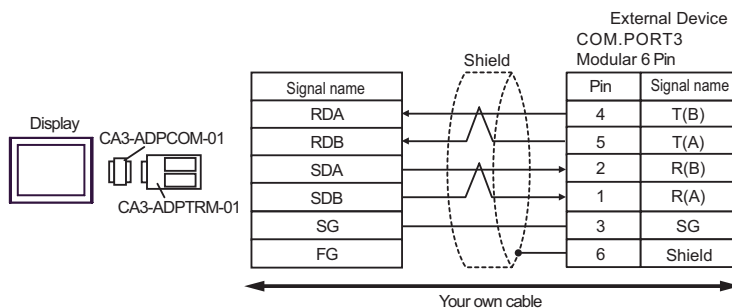 External Device
COM.PORT3
Modular 6 Pin
Shield
Signal name
Pin Signal name
RDA 4 T(B)
RDB 5 T(A)
SDA 2 R(B)
SDB 1 R(A)
SG 3 SG
FG 6 Shield
Display
CA3-ADPCOM-01
CA3-ADPTRM-01
Your own cable